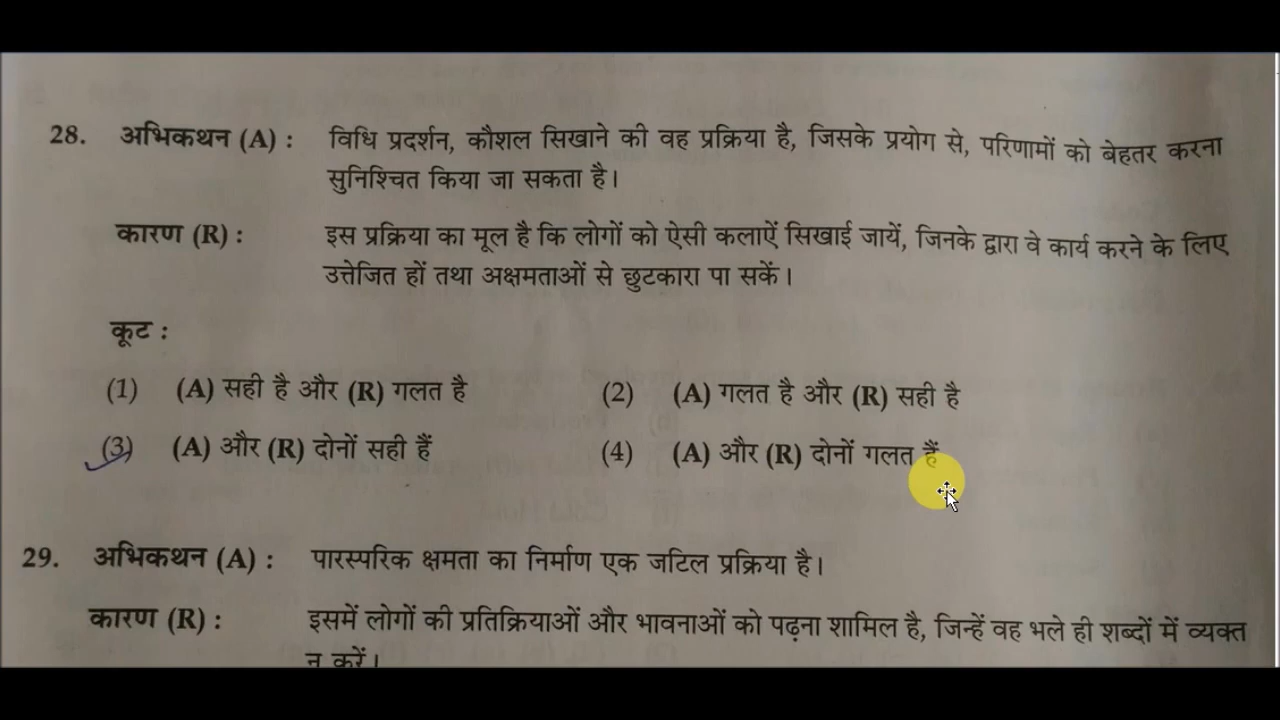 28. अभिकथन (A) : विधि प्रदर्शन, कौशल सिखाने की वह प्रक्रिया है, जिसके प्रयोग से, परिणामों को बेहतर करना
सुनिश्चित किया जा सकता है।
कारण (R) : इस प्रक्रिया का मूल है कि लोगों को ऐसी कलाऐं सिखाई जायें, जिनके द्वारा वे कार्य करने के लिए
उत्तेजित हों तथा अक्षमताओं से छुटकारा पा सकें।
कूट :
(1) (A) सही है और (R) गलत है (2) (A) गलत है और (R) सही है
(3) (A) और (R) दोनों सही हैं (4) (A) और (R) दोनों गलत हैं
29. अभिकथन (A) : पारस्परिक क्षमता का निर्माण एक जटिल प्रक्रिया है।
कारण (R) : इसमें लोगों की प्रतिक्रियाओं और भावनाओं को पढ़ना शामिल है, जिन्हें वह भले ही शब्दों में व्यक्त
न करें।